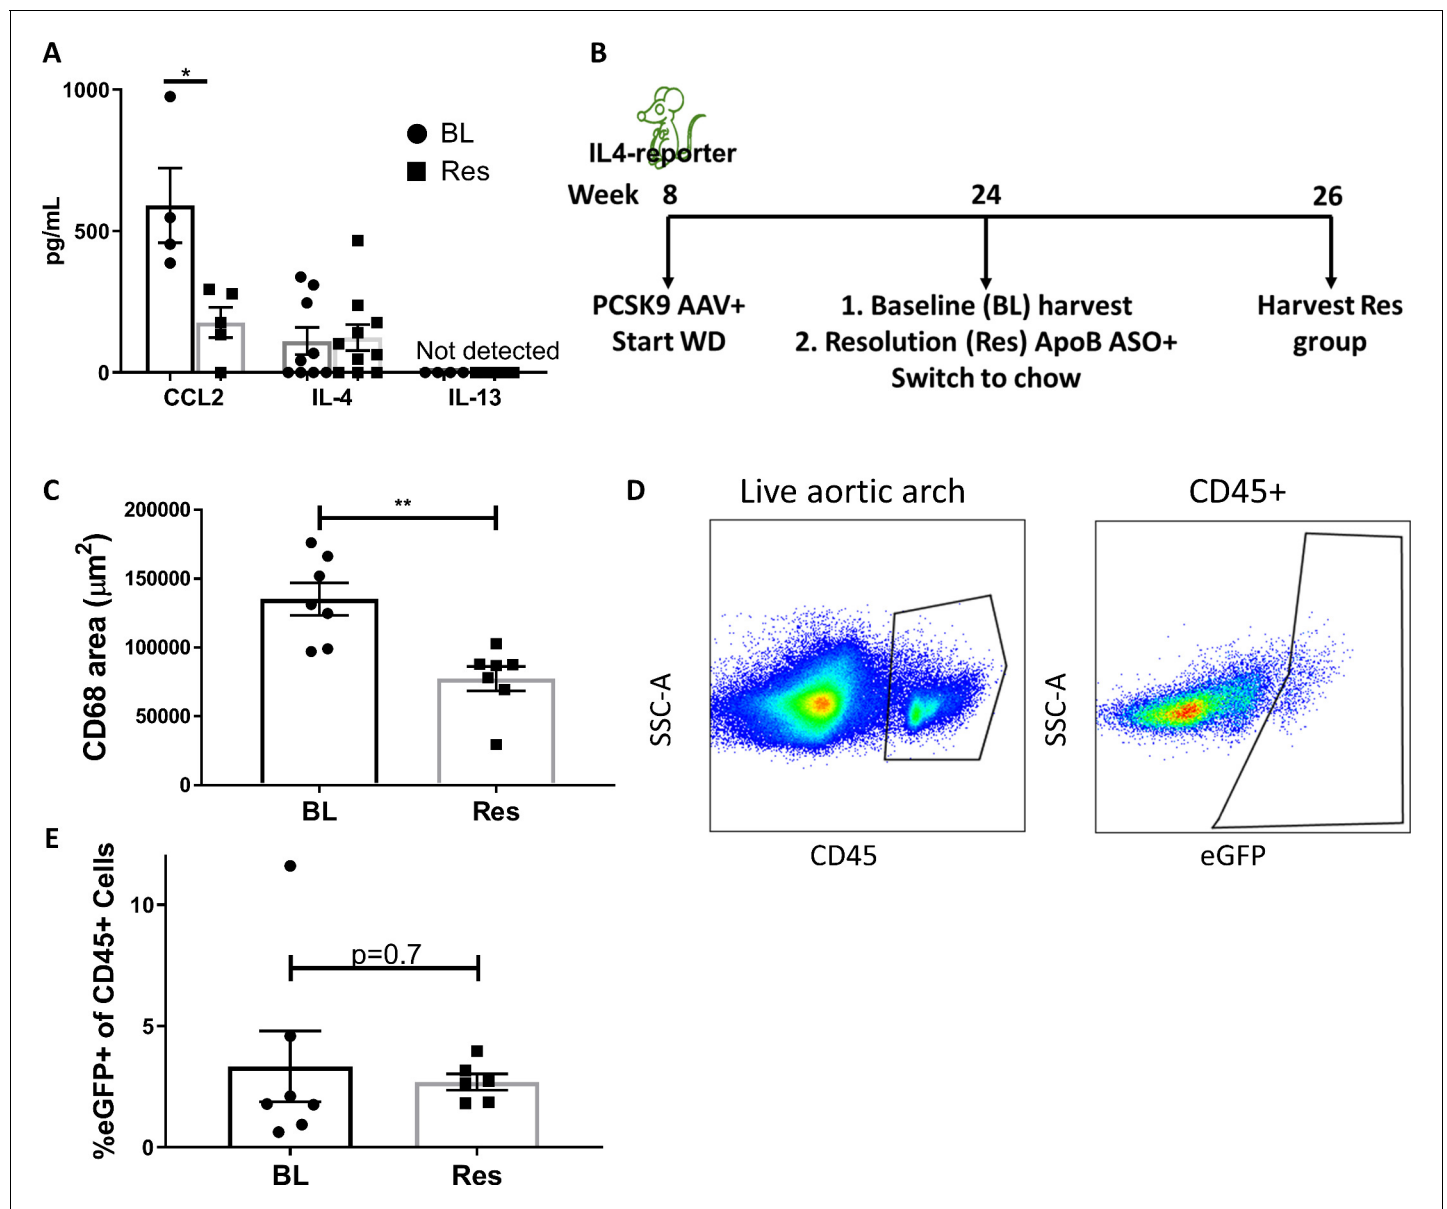 A
*
1000
500
0
pg/mL
BL
Res
Not detected
CCL2
IL-4
IL-13
B
IL4-reporter
Week 8
24
26
PCSK9 AAV+
Start WD
1. Baseline (BL) harvest
2. Resolution (Res) ApoB ASO+
Switch to chow
Harvest Res
group
C
**
200000
150000
100000
50000
0
CD68 area (μm²)
BL
Res
D
Live aortic arch
SSC-A
CD45
CD45+
SSC-A
eGFP
E
10
5
0
%eGFP+ of CD45+ Cells
p=0.7
BL
Res